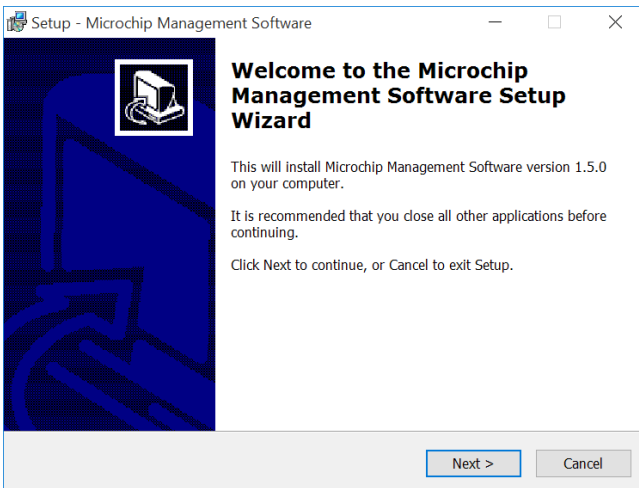 Setup - Microchip Management Software
Welcome to the Microchip
Management Software Setup
Wizard
This will install Microchip Management Software version 1.5.0
on your computer.
It is recommended that you close all other applications before
continuing.
Click Next to continue, or Cancel to exit Setup.
Next >
Cancel